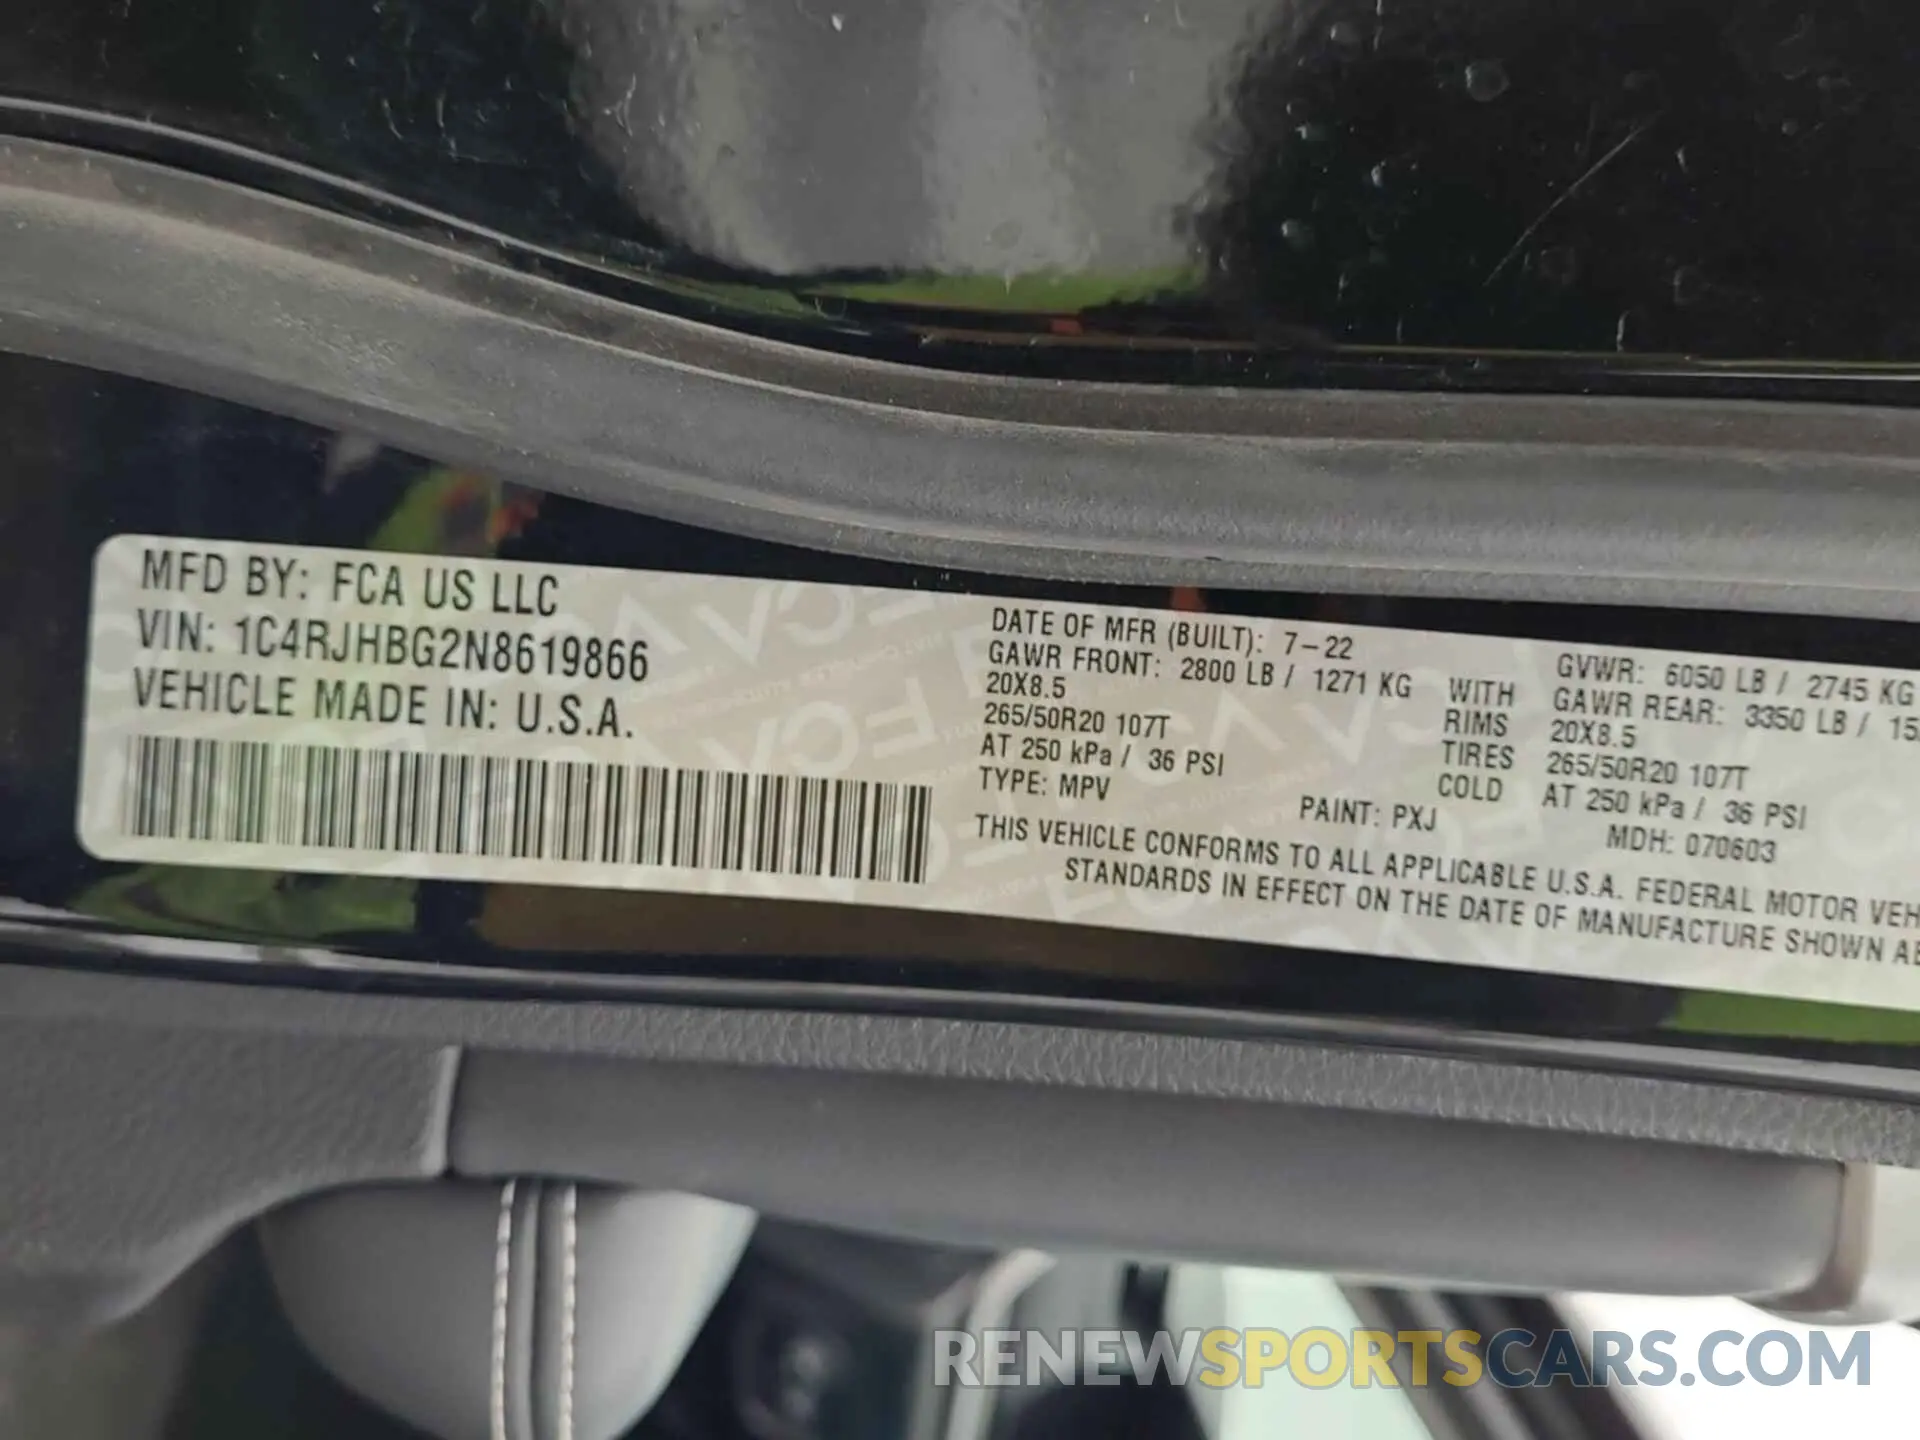 MFD BY: FCA US LLC
VIN: 1C4RJHBG2N8619866
VEHICLE MADE IN: U.S.A.
DATE OF MFR (BUILT): 7-22
GVWR: 6050 LB / 2745 KG
GAWR FRONT: 2800 LB / 1271 KG
WITH
GAWR REAR: 3350 LB /
20X8.5
RIMS
20X8.5
265/50R20 107T
TIRES
265/50R20 107T
AT 250 kPa / 36 PSI
COLD
AT 250 kPa / 36 PSI
TYPE: MPV
PAINT: PXJ
MDH: 070603
THIS VEHICLE CONFORMS TO ALL APPLICABLE U.S.A. FEDERAL MOTOR
STANDARDS IN EFFECT ON THE DATE OF MANUFACTURE SHOWN
RENEWSPORTSCARS.COM